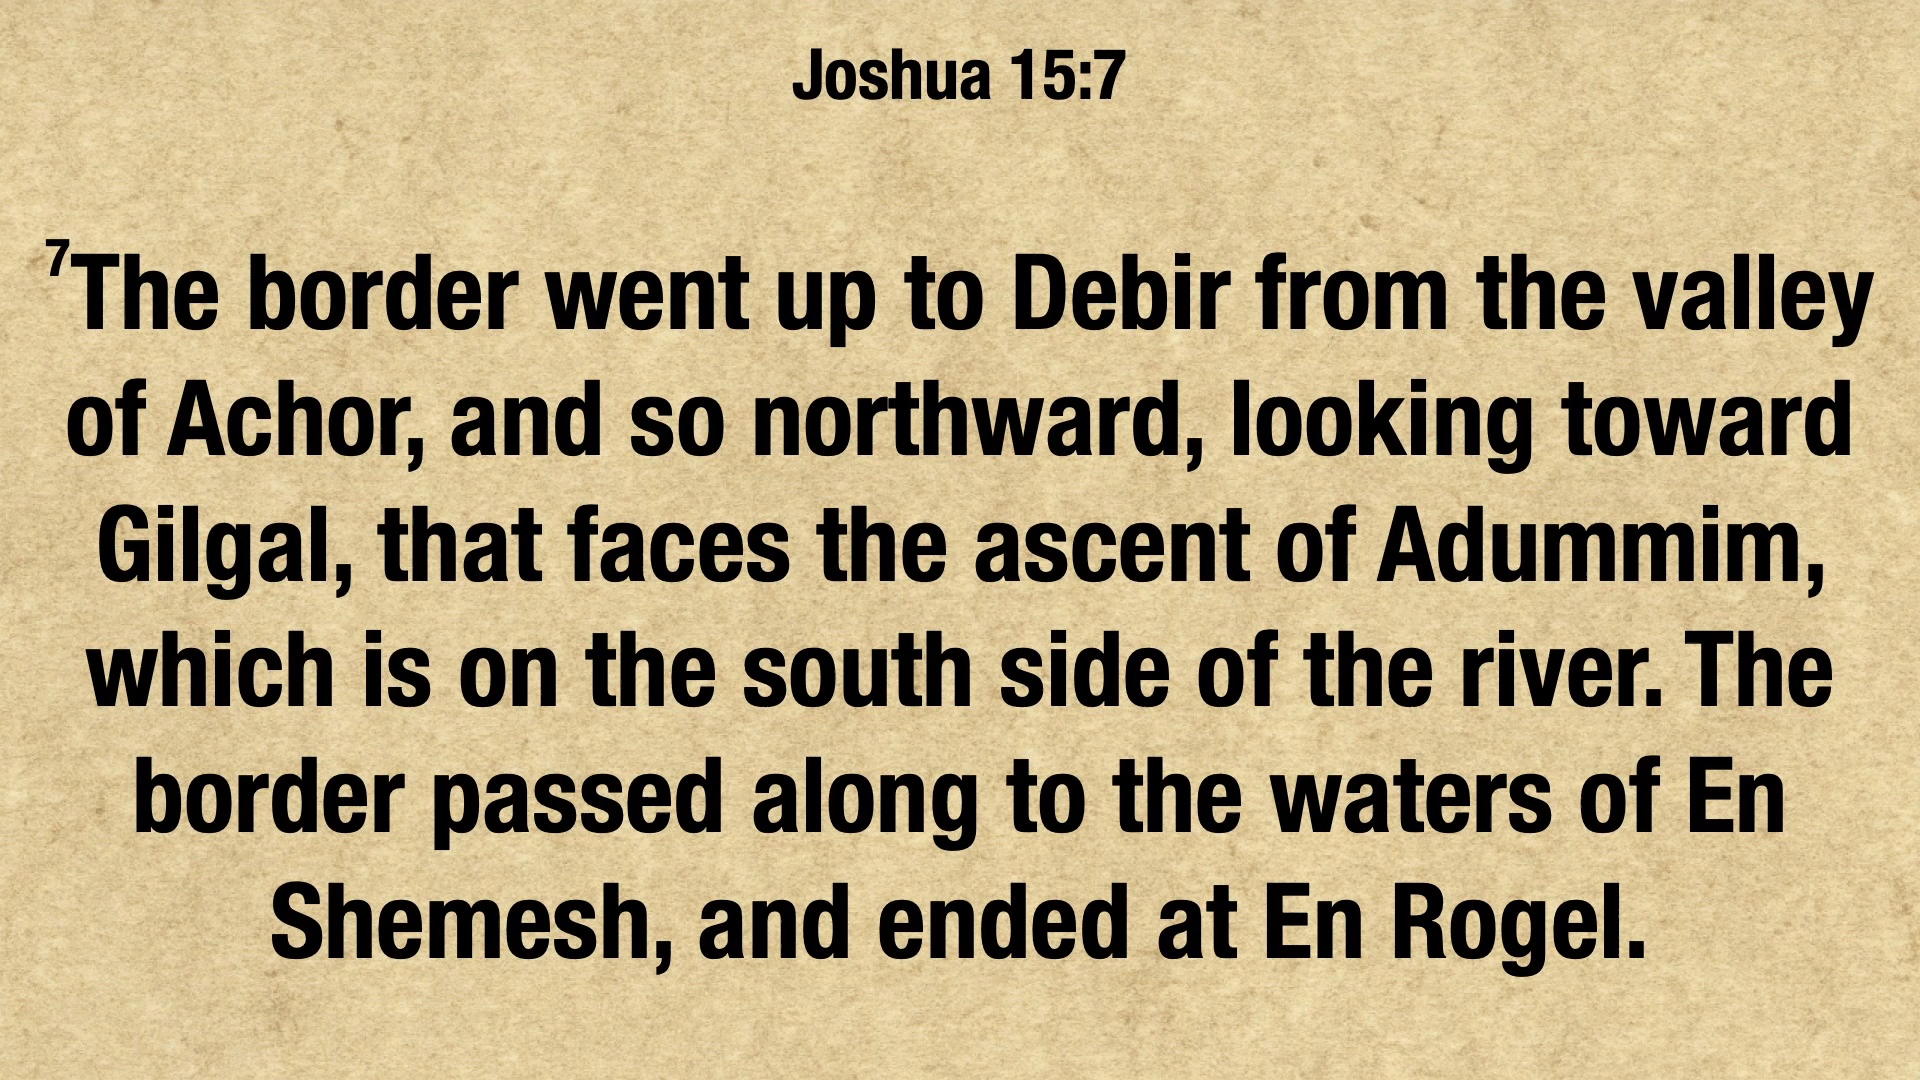 Joshua 15:7
7The border went up to Debir from the valley
of Achor, and so northward, looking toward
Gilgal, that faces the ascent of Adummim,
which is on the south side of the river. The
border passed along to the waters of En
Shemesh, and ended at En Rogel.